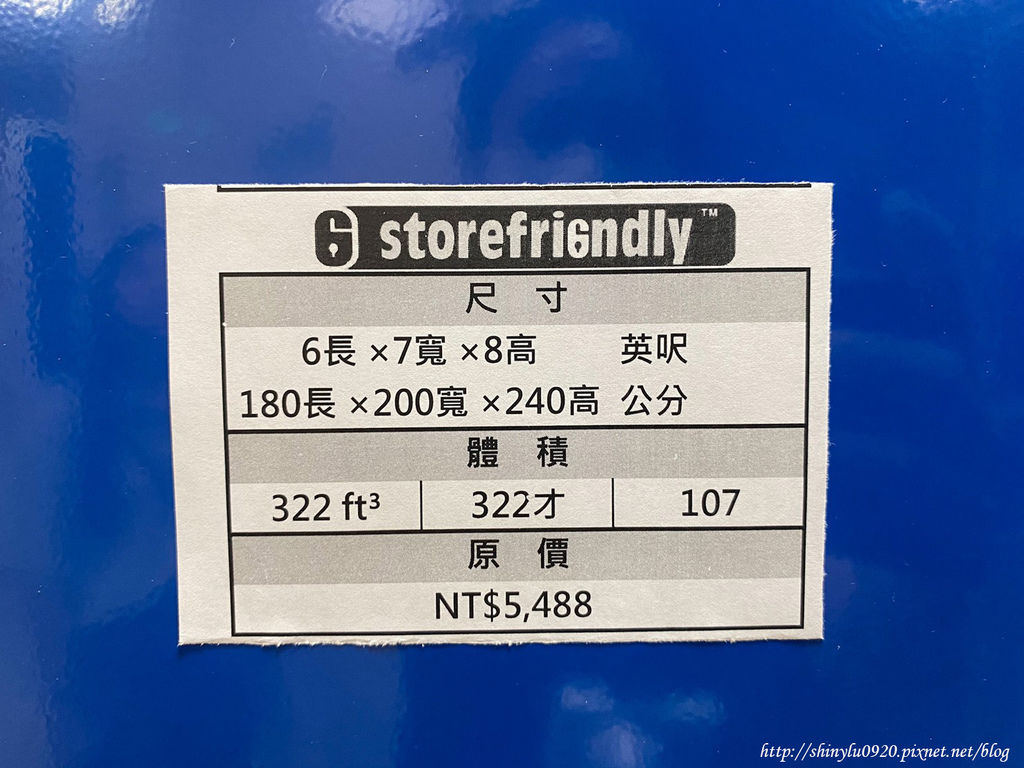 storefriendly™
尺 寸
6長 ×7寬 ×8高 英呎
180長 ×200寬 ×240高 公分
體 積
322 ft³ 322才 107
原 價
NT$5,488
http://shinylu0920.pixnet.net/blog